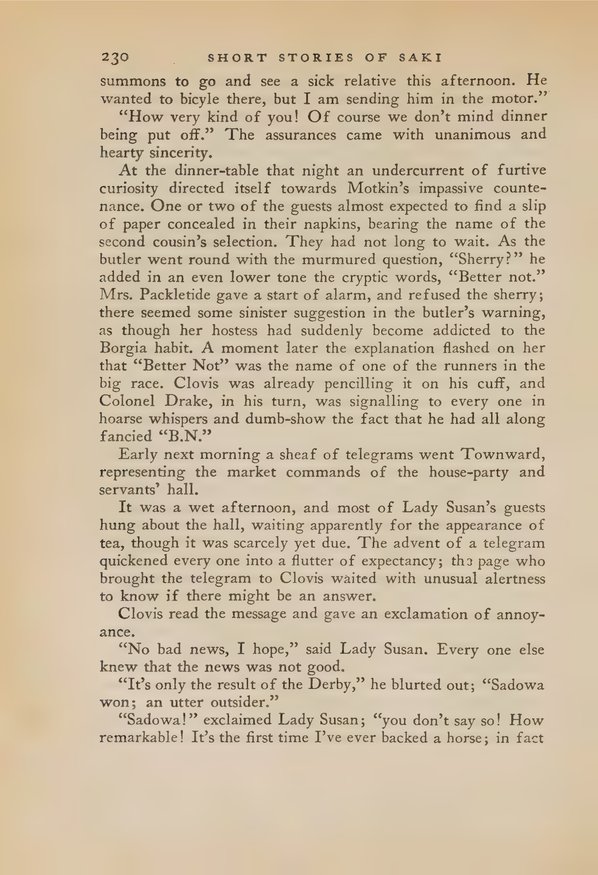 230 SHORT STORIES OF SAKI
summons to go and see a sick relative this afternoon. He
wanted to bicyle there, but I am sending him in the motor."
"How very kind of you! Of course we don't mind dinner
being put off." The assurances came with unanimous and
hearty sincerity.
At the dinner-table that night an undercurrent of furtive
curiosity directed itself towards Motkin's impassive counte-
nance. One or two of the guests almost expected to find a slip
of paper concealed in their napkins, bearing the name of the
second cousin's selection. They had not long to wait. As the
butler went round with the murmured question, "Sherry?" he
added in an even lower tone the cryptic words, "Better not."
Mrs. Packletide gave a start of alarm, and refused the sherry;
there seemed some sinister suggestion in the butler's warning,
as though her hostess had suddenly become addicted to the
Borgia habit. A moment later the explanation flashed on her
that "Better Not" was the name of one of the runners in the
big race. Clovis was already pencilling it on his cuff, and
Colonel Drake, in his turn, was signalling to every one in
hoarse whispers and dumb-show the fact that he had all along
fancied "B.N."
Early next morning a sheaf of telegrams went Townward,
representing the market commands of the house-party and
servants' hall.
It was a wet afternoon, and most of Lady Susan's guests
hung about the hall, waiting apparently for the appearance of
tea, though it was scarcely yet due. The advent of a telegram
quickened every one into a flutter of expectancy; the page who
brought the telegram to Clovis waited with unusual alertness
to know if there might be an answer.
Clovis read the message and gave an exclamation of annoy-
ance.
"No bad news, I hope," said Lady Susan. Every one else
knew that the news was not good.
"It's only the result of the Derby," he blurted out; "Sadowa
won; an utter outsider."
"Sadowa!" exclaimed Lady Susan; "you don't say so! How
remarkable! It's the first time I've ever backed a horse; in fact